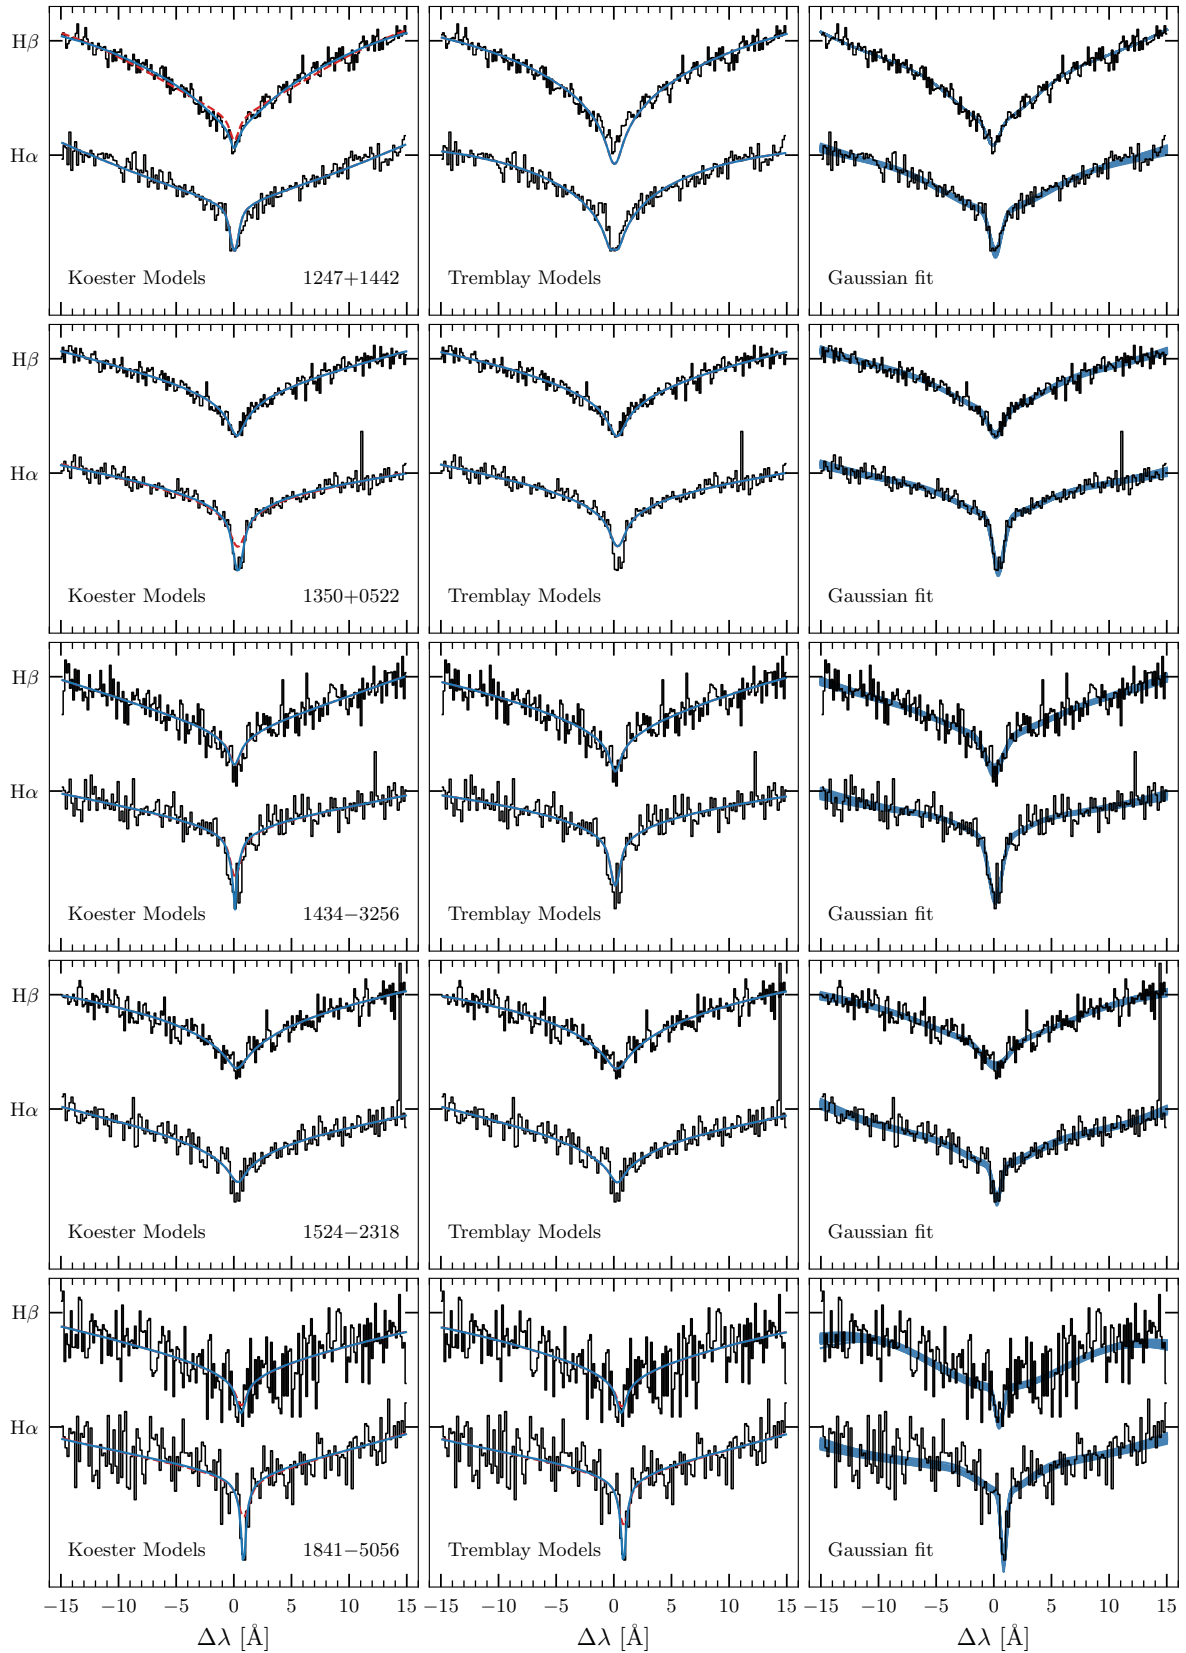 Hβ
Hα
Koester Models 1247+1442
Tremblay Models
Gaussian fit
Hβ
Hα
Koester Models 1350+0522
Tremblay Models
Gaussian fit
Hβ
Hα
Koester Models 1434−3256
Tremblay Models
Gaussian fit
Hβ
Hα
Koester Models 1524−2318
Tremblay Models
Gaussian fit
Hβ
Hα
Koester Models 1841−5056
Tremblay Models
Gaussian fit
−15 −10 −5 0 5 10 15
−15 −10 −5 0 5 10 15
−15 −10 −5 0 5 10 15
Δλ [Å]
Δλ [Å]
Δλ [Å]